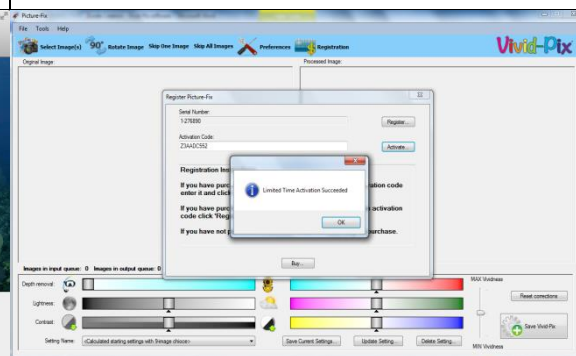 Picture-Fix
File Tools Help
Select Image(s) 90° Rotate Image Skip One Image Skip All Images Preferences Registration
Vivid-Pix
Original Image Processed Image:
Register Picture-Fix
Serial Number:
1-276890
Register...
Activation Code:
Z3AADC552
Activate...
Registration Ins
If you have purc ation code
enter it and click
Limited Time Activation Succeeded
If you have purc activation
code click 'Regi
OK
If you have not p urchase.
Buy...
Images in input queue: 0 Images in output queue: 0
Depth removal:
MAX Vividness
Lightness:
Reset corrections
Contrast:
Save Vivid-Pix
Setting Name: <Calculated starting settings with 9-image choice> Save Current Settings... Update Setting... Delete Setting...
MIN Vividness